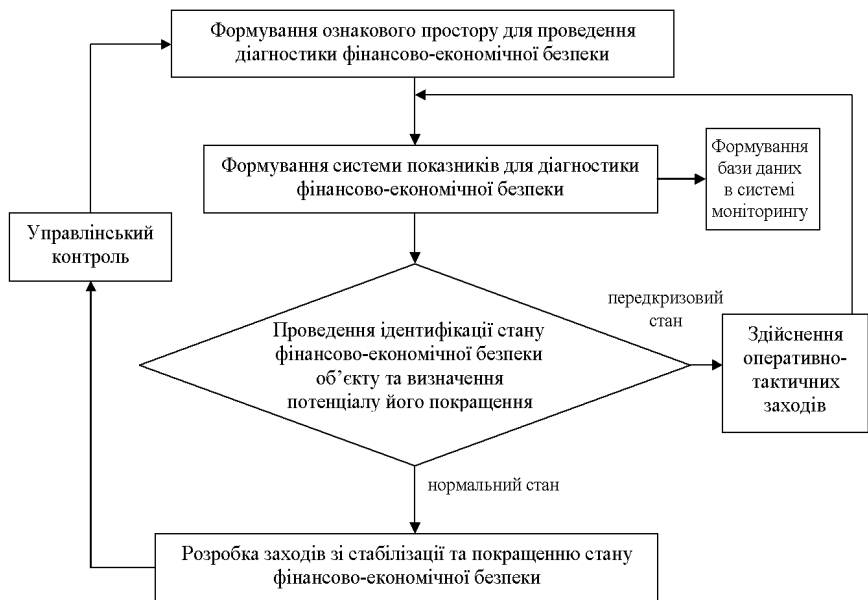 Формування ознакового простору для проведення
діагностики фінансово-економічної безпеки
Формування системи показників для діагностики
фінансово-економічної безпеки
Формування
бази даних
в системі
моніторингу
Управлінський
контроль
передкризовий
стан
Проведення ідентифікації стану
фінансово-економічної безпеки
об’єкту та визначення
потенціалу його покращення
Здійснення
оперативно-
тактичних
заходів
нормальний стан
Розробка заходів зі стабілізації та покращенню стану
фінансово-економічної безпеки